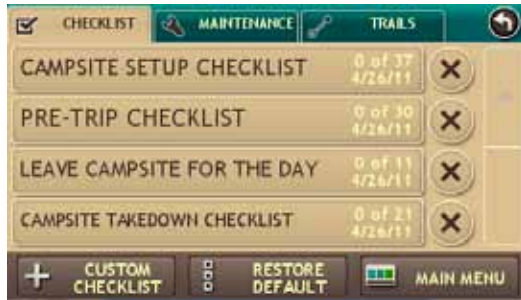 CHECKLIST MAINTENANCE TRAILS
CAMPSITE SETUP CHECKLIST 0 of 37
4/26/11
PRE-TRIP CHECKLIST 0 of 30
4/26/11
LEAVE CAMPSITE FOR THE DAY 0 of 11
4/26/11
CAMPSITE TAKEDOWN CHECKLIST 0 of 21
4/26/11
CUSTOM CHECKLIST
RESTORE DEFAULT
MAIN MENU